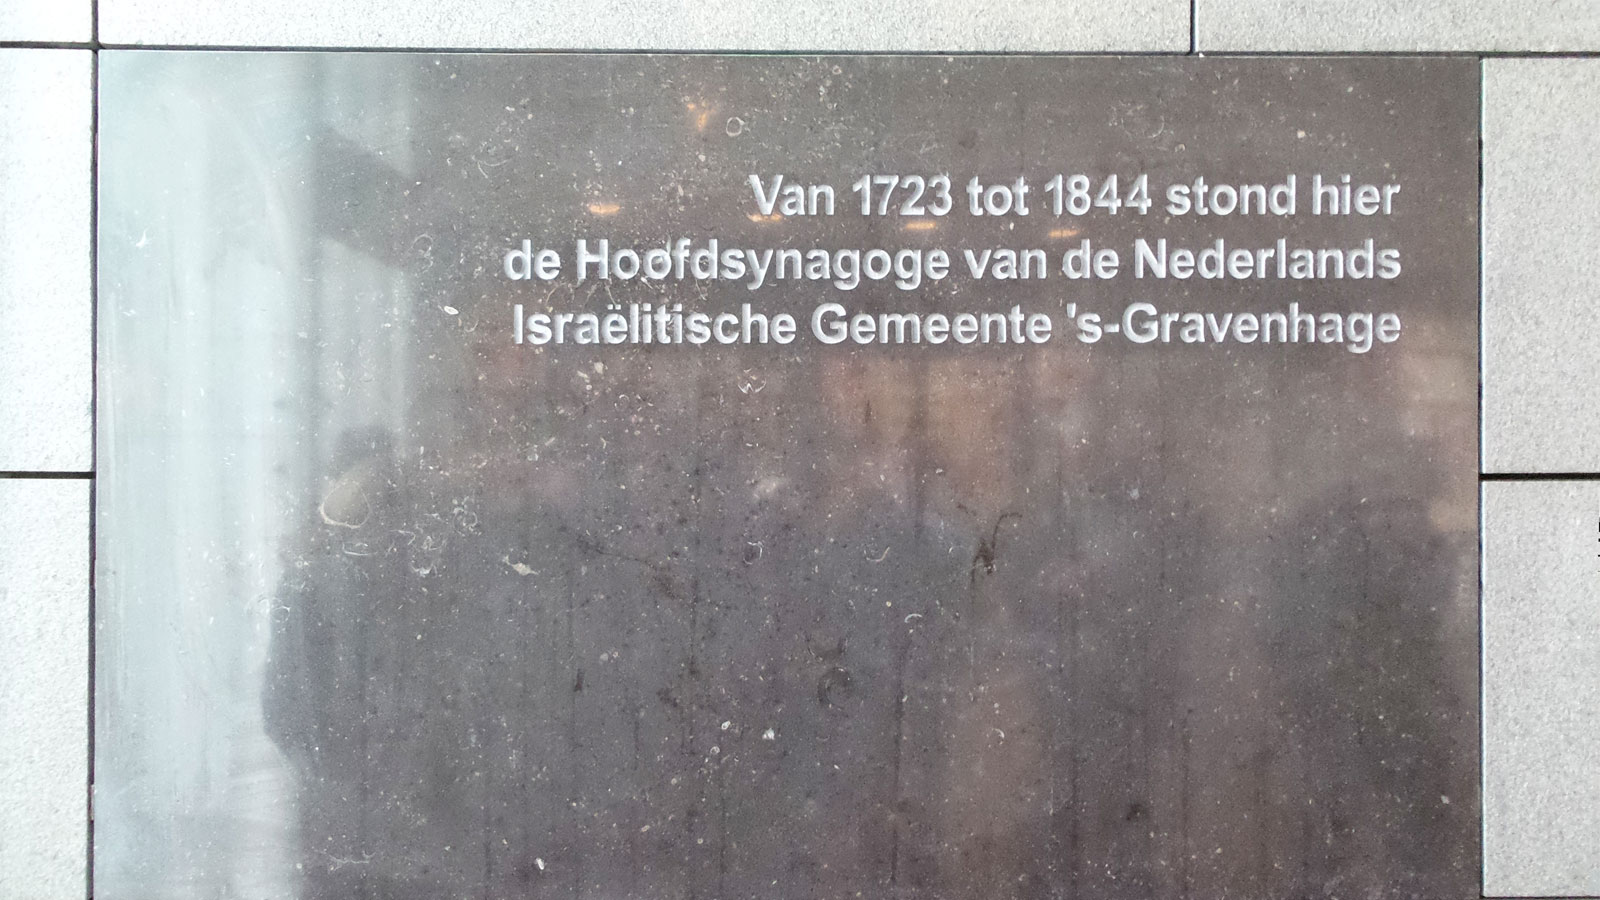 Van 1723 tot 1844 stond hier
de Hoofdsynagoge van de Nederlands
Israëlitische Gemeente 's-Gravenhage